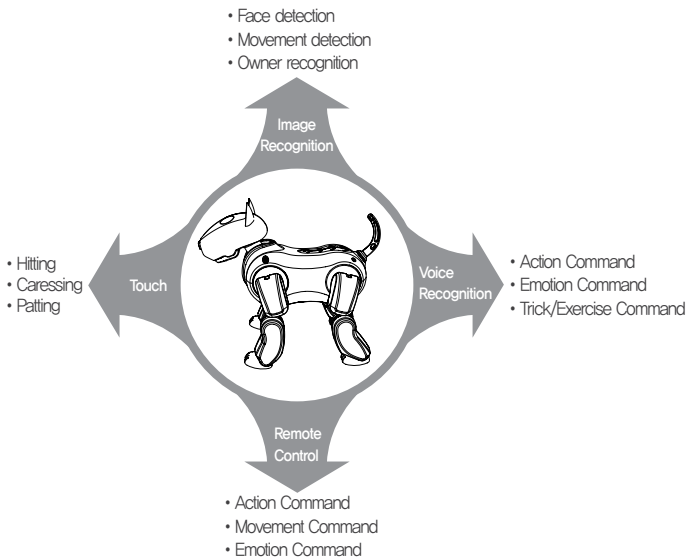 • Face detection
• Movement detection
• Owner recognition
Image
Recognition
• Hitting
• Caressing
• Patting
Touch
Voice
Recognition
• Action Command
• Emotion Command
• Trick/Exercise Command
Remote
Control
• Action Command
• Movement Command
• Emotion Command